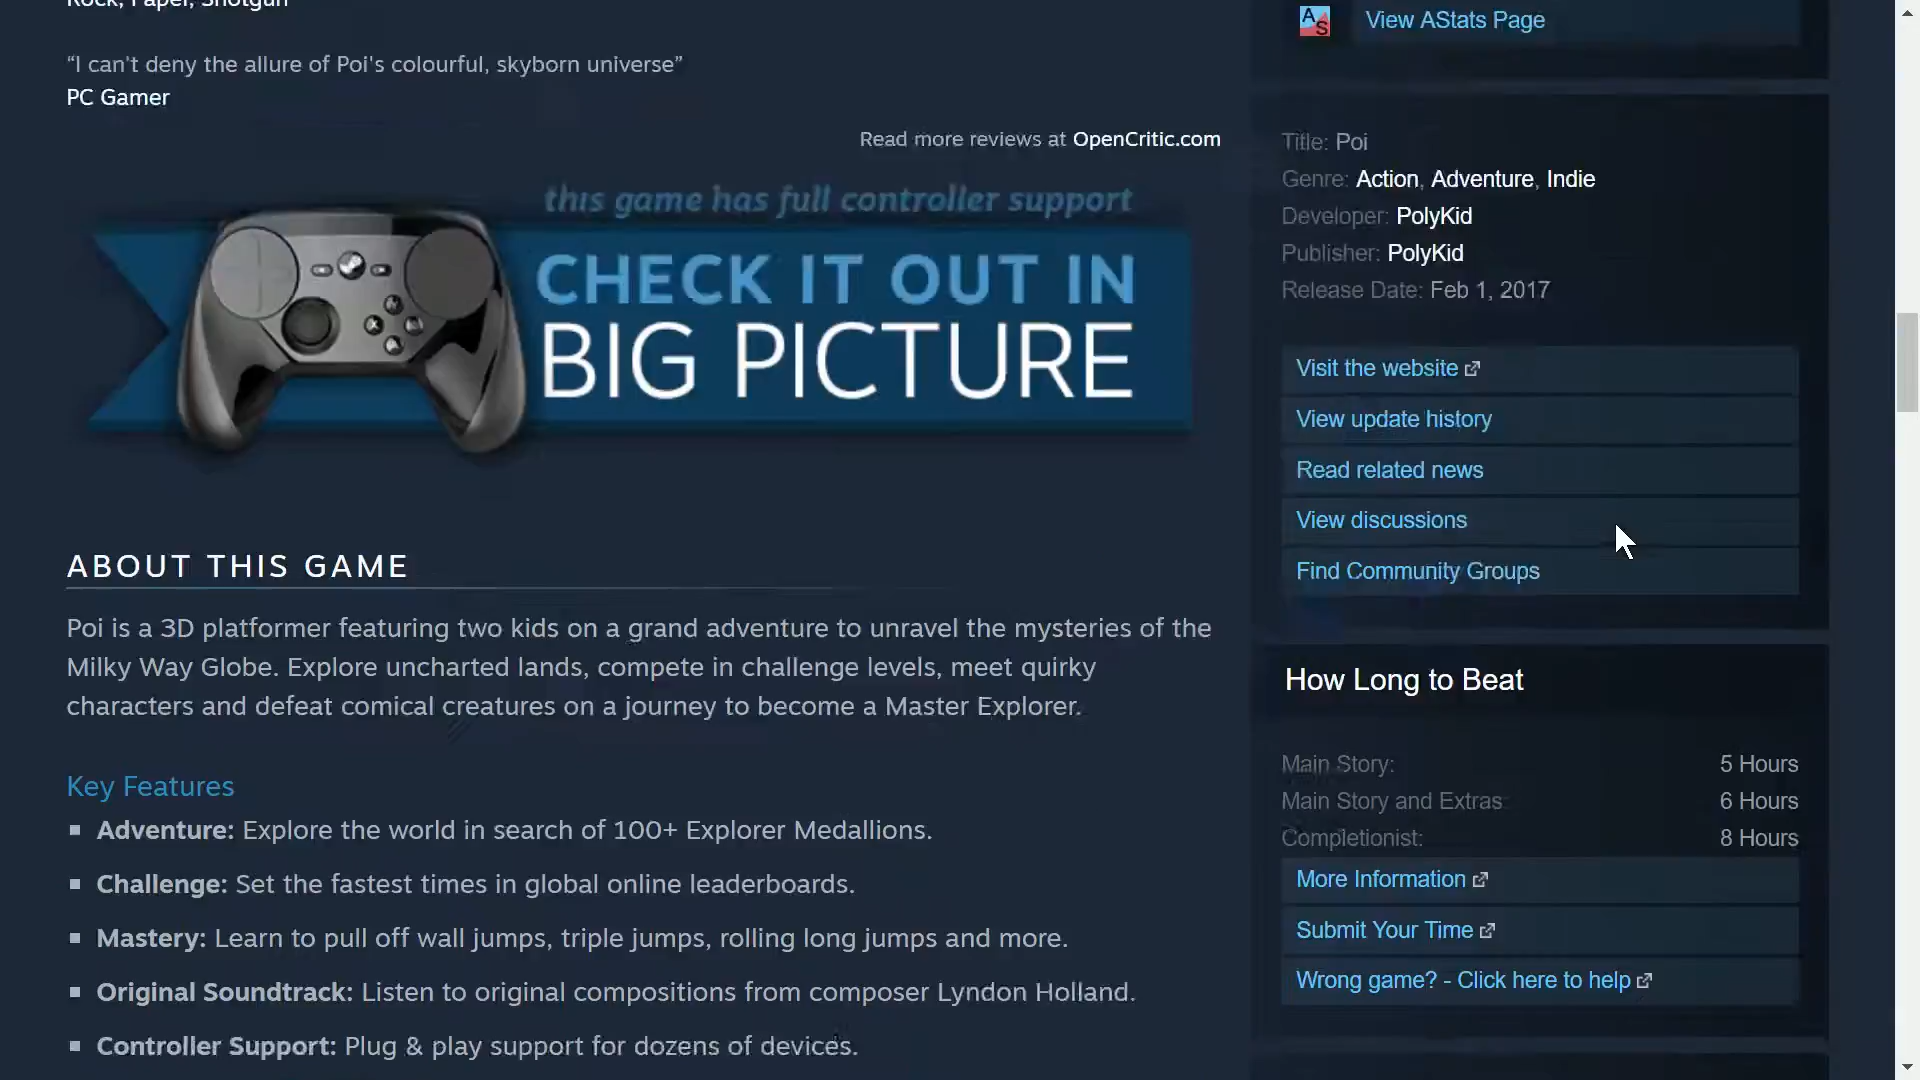 Rock, Paper, Shotgun
“I can't deny the allure of Poi's colourful, skyborn universe”
PC Gamer
Read more reviews at OpenCritic.com
this game has full controller support
CHECK IT OUT IN
BIG PICTURE
ABOUT THIS GAME
Poi is a 3D platformer featuring two kids on a grand adventure to unravel the mysteries of the
Milky Way Globe. Explore uncharted lands, compete in challenge levels, meet quirky
characters and defeat comical creatures on a journey to become a Master Explorer.
Key Features
Adventure: Explore the world in search of 100+ Explorer Medallions.
Challenge: Set the fastest times in global online leaderboards.
Mastery: Learn to pull off wall jumps, triple jumps, rolling long jumps and more.
Original Soundtrack: Listen to original compositions from composer Lyndon Holland.
Controller Support: Plug & play support for dozens of devices.
AS
View AStats Page
Title: Poi
Genre: Action, Adventure, Indie
Developer: PolyKid
Publisher: PolyKid
Release Date: Feb 1, 2017
Visit the website
View update history
Read related news
View discussions
Find Community Groups
How Long to Beat
Main Story: 5 Hours
Main Story and Extras: 6 Hours
Completionist: 8 Hours
More Information
Submit Your Time
Wrong game? - Click here to help